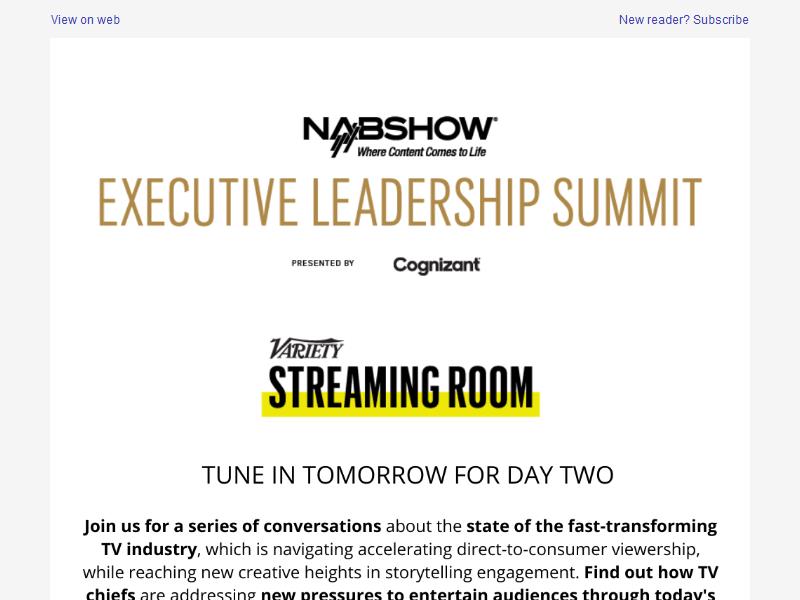 View on web
New reader? Subscribe
NABSHOW®
Where Content Comes to Life
EXECUTIVE LEADERSHIP SUMMIT
PRESENTED BY Cognizant
VARIETY
STREAMING ROOM
TUNE IN TOMORROW FOR DAY TWO
Join us for a series of conversations about the state of the fast-transforming
TV industry, which is navigating accelerating direct-to-consumer viewership,
while reaching new creative heights in storytelling engagement. Find out how TV
chiefs are addressing new pressures to entertain audiences through today's